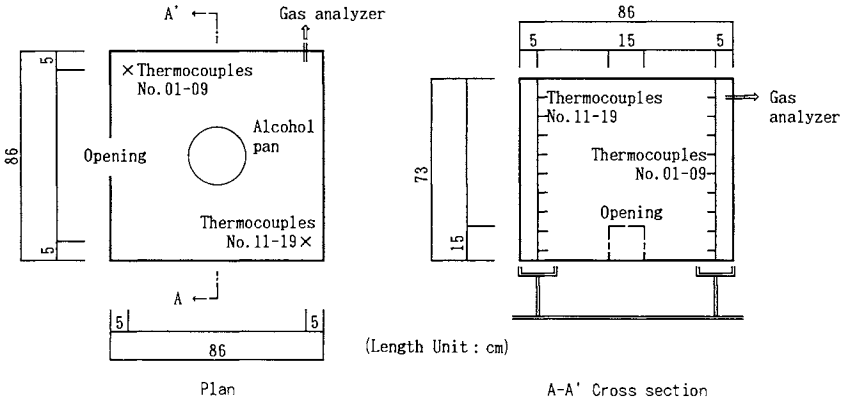 A'
Gas analyzer
5
Thermocouples
No.01-09
Alcohol
pan
Opening
86
Thermocouples
No.11-19
5
A
5
5
86
(Length Unit : cm)
Plan
86
5
15
5
Thermocouples
No.11-19
Gas
analyzer
Thermocouples
No.01-09
73
Opening
15
A-A' Cross section